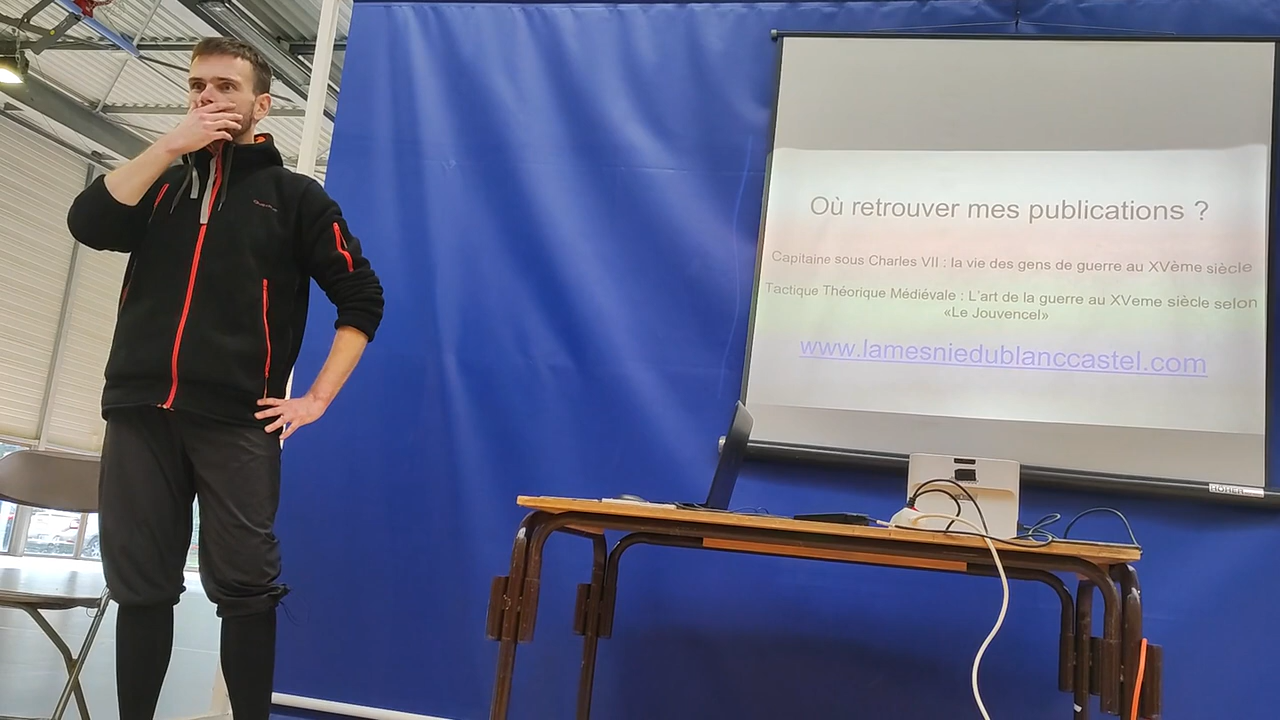 Où retrouver mes publications ?
Capitaine sous Charles VII : la vie des gens de guerre au XVème siècle
Tactique Théorique Médiévale : L'art de la guerre au XVeme siècle selon
«Le Jouvencel»
www.lamesniedublanccastel.com
HOHER